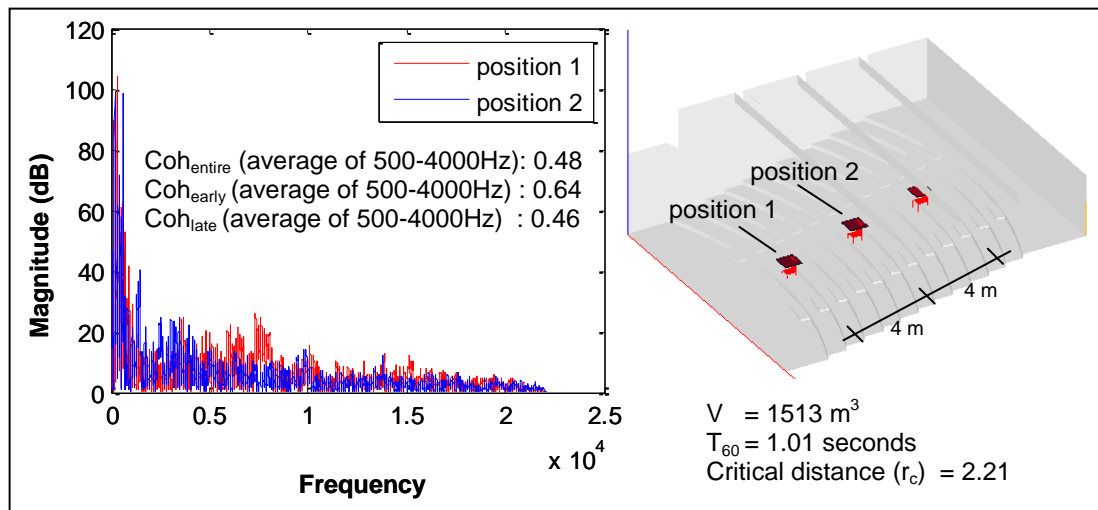 120
100
80
60
40
20
0
Magnitude (dB)
position 1
position 2
Coh_entire (average of 500-4000Hz): 0.48
Coh_early (average of 500-4000Hz) : 0.64
Coh_late (average of 500-4000Hz) : 0.46
0 0.5 1 1.5 2 2.5
x 10^4
Frequency
position 2
position 1
4 m
4 m
V = 1513 m³
T₆₀ = 1.01 seconds
Critical distance (r_c) = 2.21